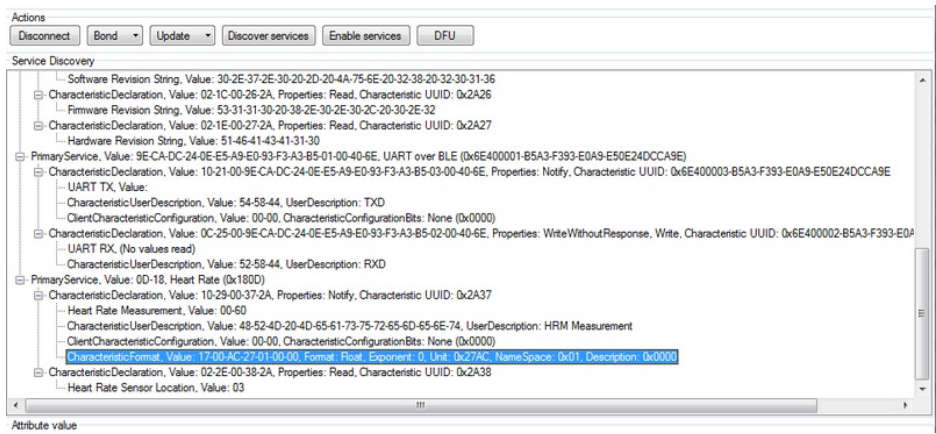 Actions
Disconnect Bond Update Discover services Enable services DFU
Service Discovery
Software Revision String, Value: 30-2E-37-2E-30-20-2D-20-4A-75-6E-20-32-38-20-32-30-31-36
CharacteristicDeclaration, Value: 02-1C-00-26-2A, Properties: Read, Characteristic UUID: 0x2A26
Firmware Revision String, Value: 53-31-31-30-20-38-2E-30-2E-30-2C-20-30-2E-32
CharacteristicDeclaration, Value: 02-1E-00-27-2A, Properties: Read, Characteristic UUID: 0x2A27
Hardware Revision String, Value: 51-46-41-43-41-31-30
PrimaryService, Value: 9E-CA-DC-24-0E-E5-A9-E0-93-F3-A3-B5-01-00-40-6E, UART over BLE (0x6E400001-B5A3-F393-E0A9-E50E24DCCA9E)
CharacteristicDeclaration, Value: 10-21-00-9E-CA-DC-24-0E-E5-A9-E0-93-F3-A3-B5-03-00-40-6E, Properties: Notify, Characteristic UUID: 0x6E400003-B5A3-F393-E0A9-E50E24DCCA9E
UART TX, Value:
CharacteristicUserDescription, Value: 54-58-44, UserDescription: TXD
ClientCharacteristicConfiguration, Value: 00-00, CharacteristicConfigurationBits: None (0x0000)
CharacteristicDeclaration, Value: 0C-25-00-9E-CA-DC-24-0E-E5-A9-E0-93-F3-A3-B5-02-00-40-6E, Properties: WriteWithoutResponse, Write, Characteristic UUID: 0x6E400002-B5A3-F393-E0A
UART RX, (No values read)
CharacteristicUserDescription, Value: 52-58-44, UserDescription: RXD
PrimaryService, Value: 0D-18, Heart Rate (0x180D)
CharacteristicDeclaration, Value: 10-29-00-37-2A, Properties: Notify, Characteristic UUID: 0x2A37
Heart Rate Measurement, Value: 00-60
CharacteristicUserDescription, Value: 48-52-4D-20-4D-65-61-73-75-72-65-6D-65-6E-74, UserDescription: HRM Measurement
ClientCharacteristicConfiguration, Value: 00-00, CharacteristicConfigurationBits: None (0x0000)
CharacteristicFormat, Value: 17-00-AC-27-01-00-00, Format: Float, Exponent: 0, Unit: 0x27AC, NameSpace: 0x01, Description: 0x0000
CharacteristicDeclaration, Value: 02-2E-00-38-2A, Properties: Read, Characteristic UUID: 0x2A38
Heart Rate Sensor Location, Value: 03
Attribute value